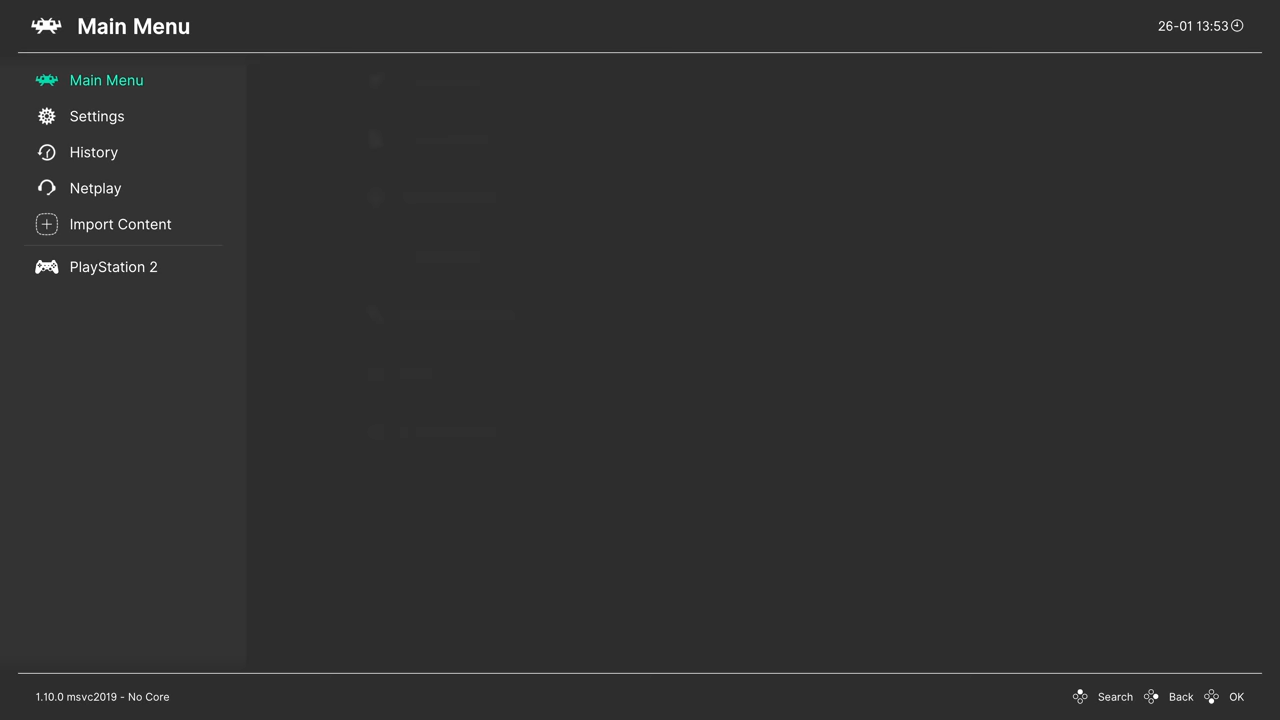 Main Menu
26-01 13:53
Main Menu
Settings
History
Netplay
Import Content
PlayStation 2
1.10.0 msvc2019 - No Core
Search Back OK